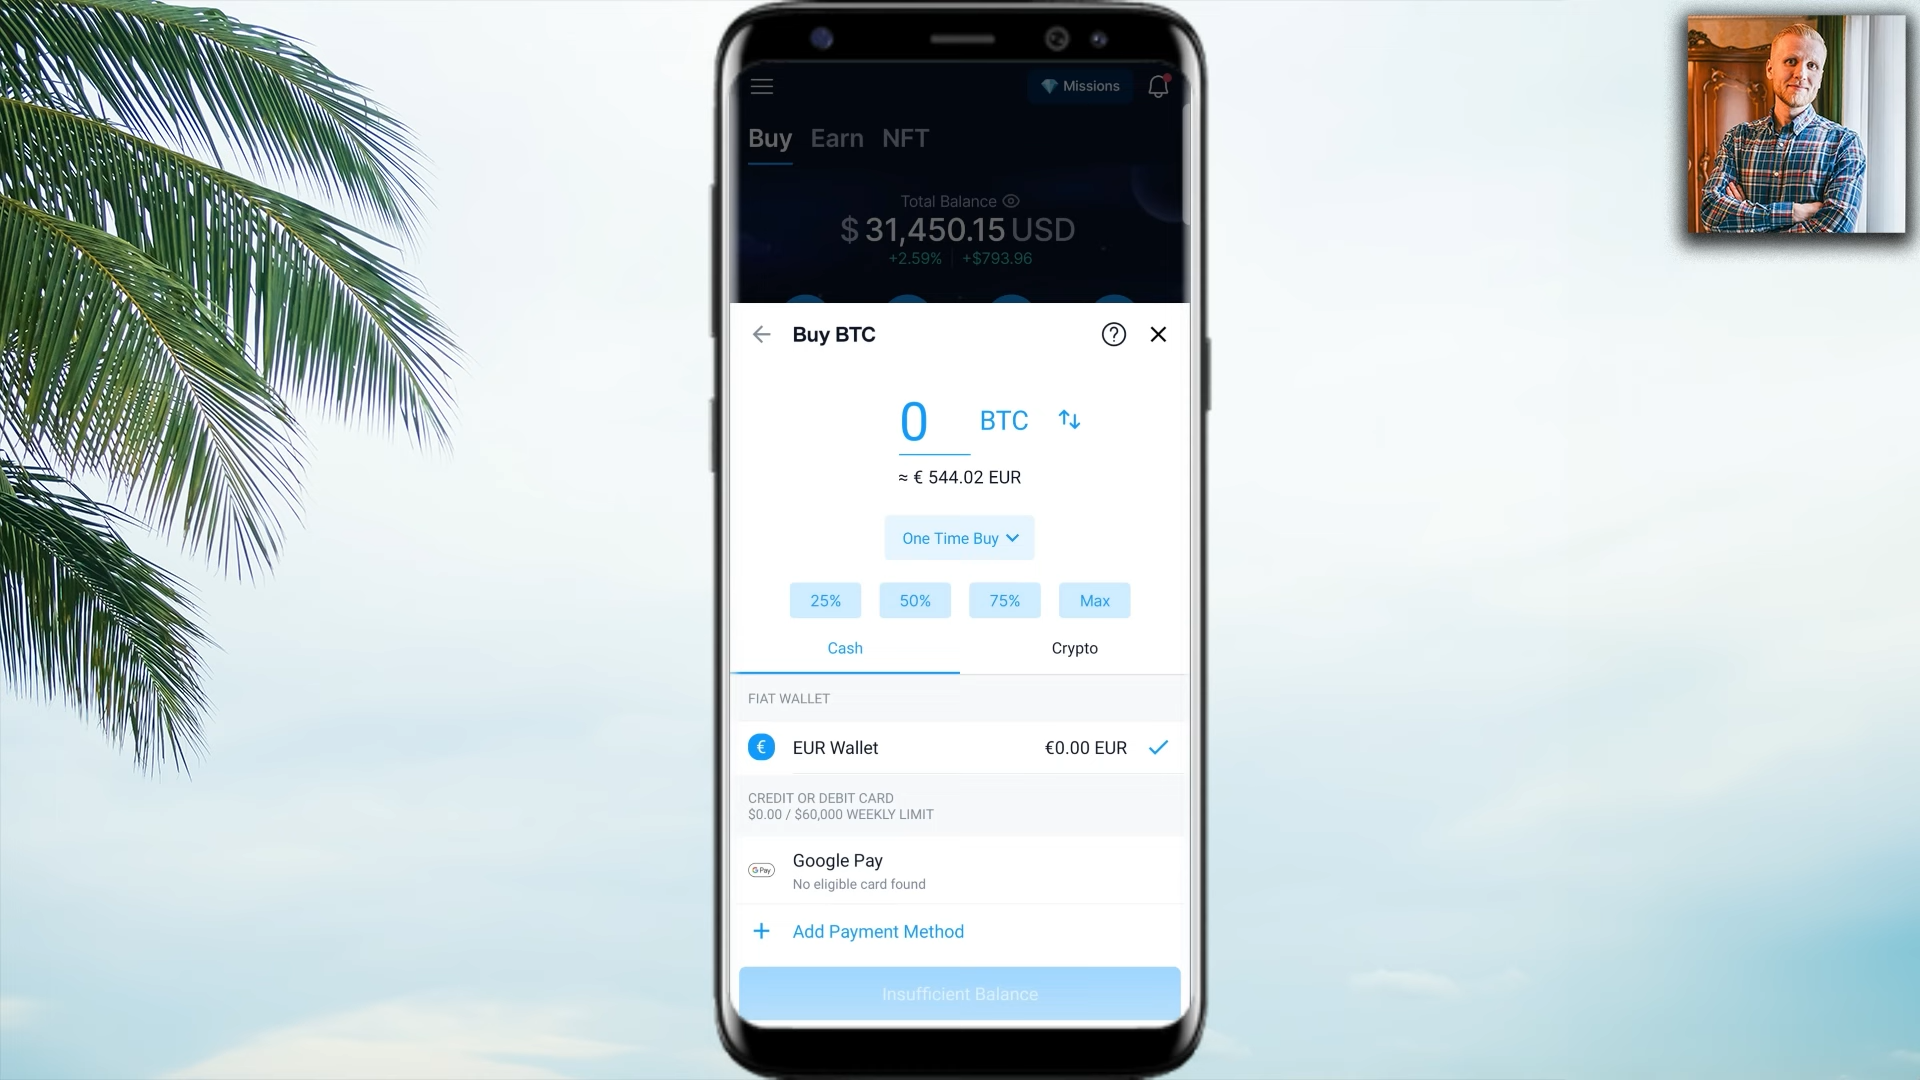 Missions
Buy Earn NFT
Total Balance
$ 31,450.15 USD
+2.59% +$793.96
Buy BTC
0 BTC
≈ € 544.02 EUR
One Time Buy
25% 50% 75% Max
Cash Crypto
FIAT WALLET
€ EUR Wallet €0.00 EUR
CREDIT OR DEBIT CARD
$0.00 / $60,000 WEEKLY LIMIT
Google Pay
G Pay
No eligible card found
+ Add Payment Method
Insufficient Balance